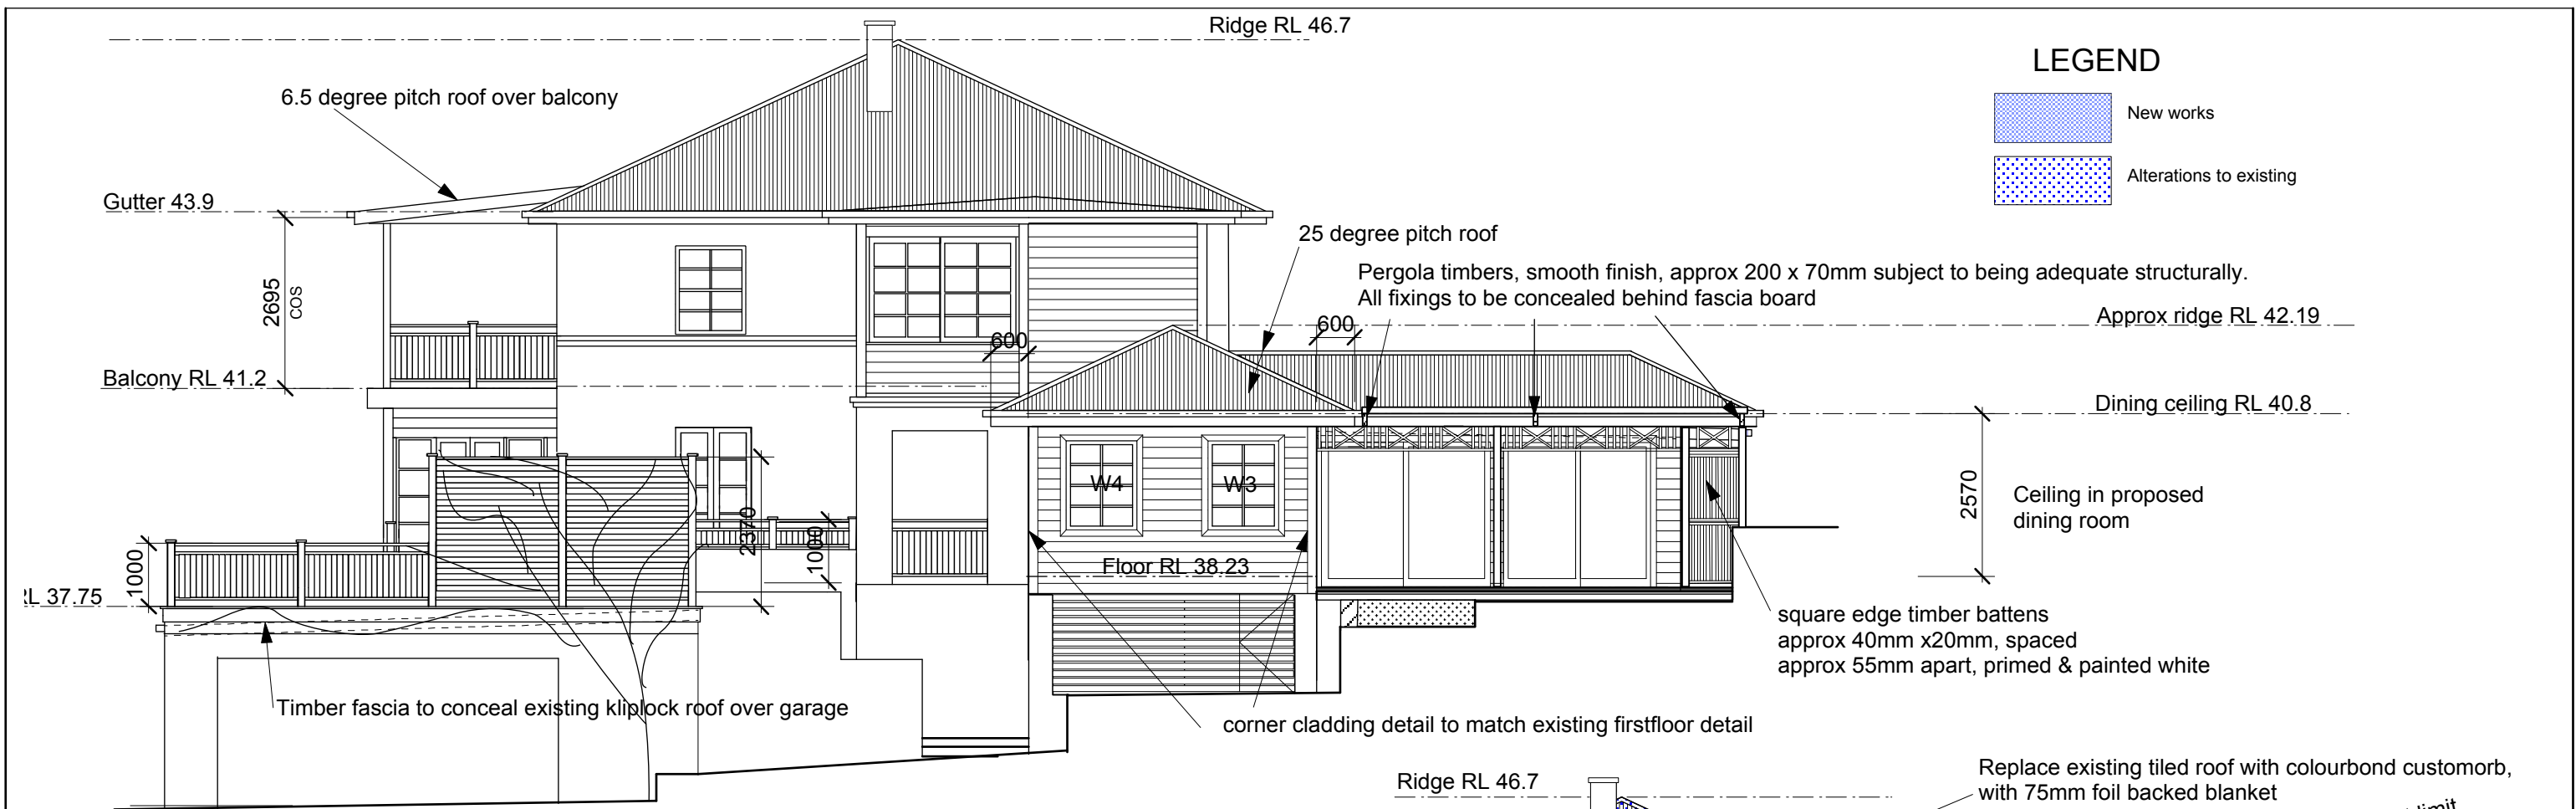 Ridge RL 46.7
LEGEND
New works
Alterations to existing
6.5 degree pitch roof over balcony
Gutter 43.9
25 degree pitch roof
Pergola timbers, smooth finish, approx 200 x 70mm subject to being adequate structurally.
All fixings to be concealed behind fascia board
2695
COS
600
600
Approx ridge RL 42.19
Balcony RL 41.2
Dining ceiling RL 40.8
W4
W3
2570
Ceiling in proposed
dining room
2370
1000
1000
Floor RL 38.23
RL 37.75
square edge timber battens
approx 40mm x20mm, spaced
approx 55mm apart, primed & painted white
Timber fascia to conceal existing kliplock roof over garage
corner cladding detail to match existing firstfloor detail
Ridge RL 46.7
Replace existing tiled roof with colourbond customorb,
with 75mm foil backed blanket
limit